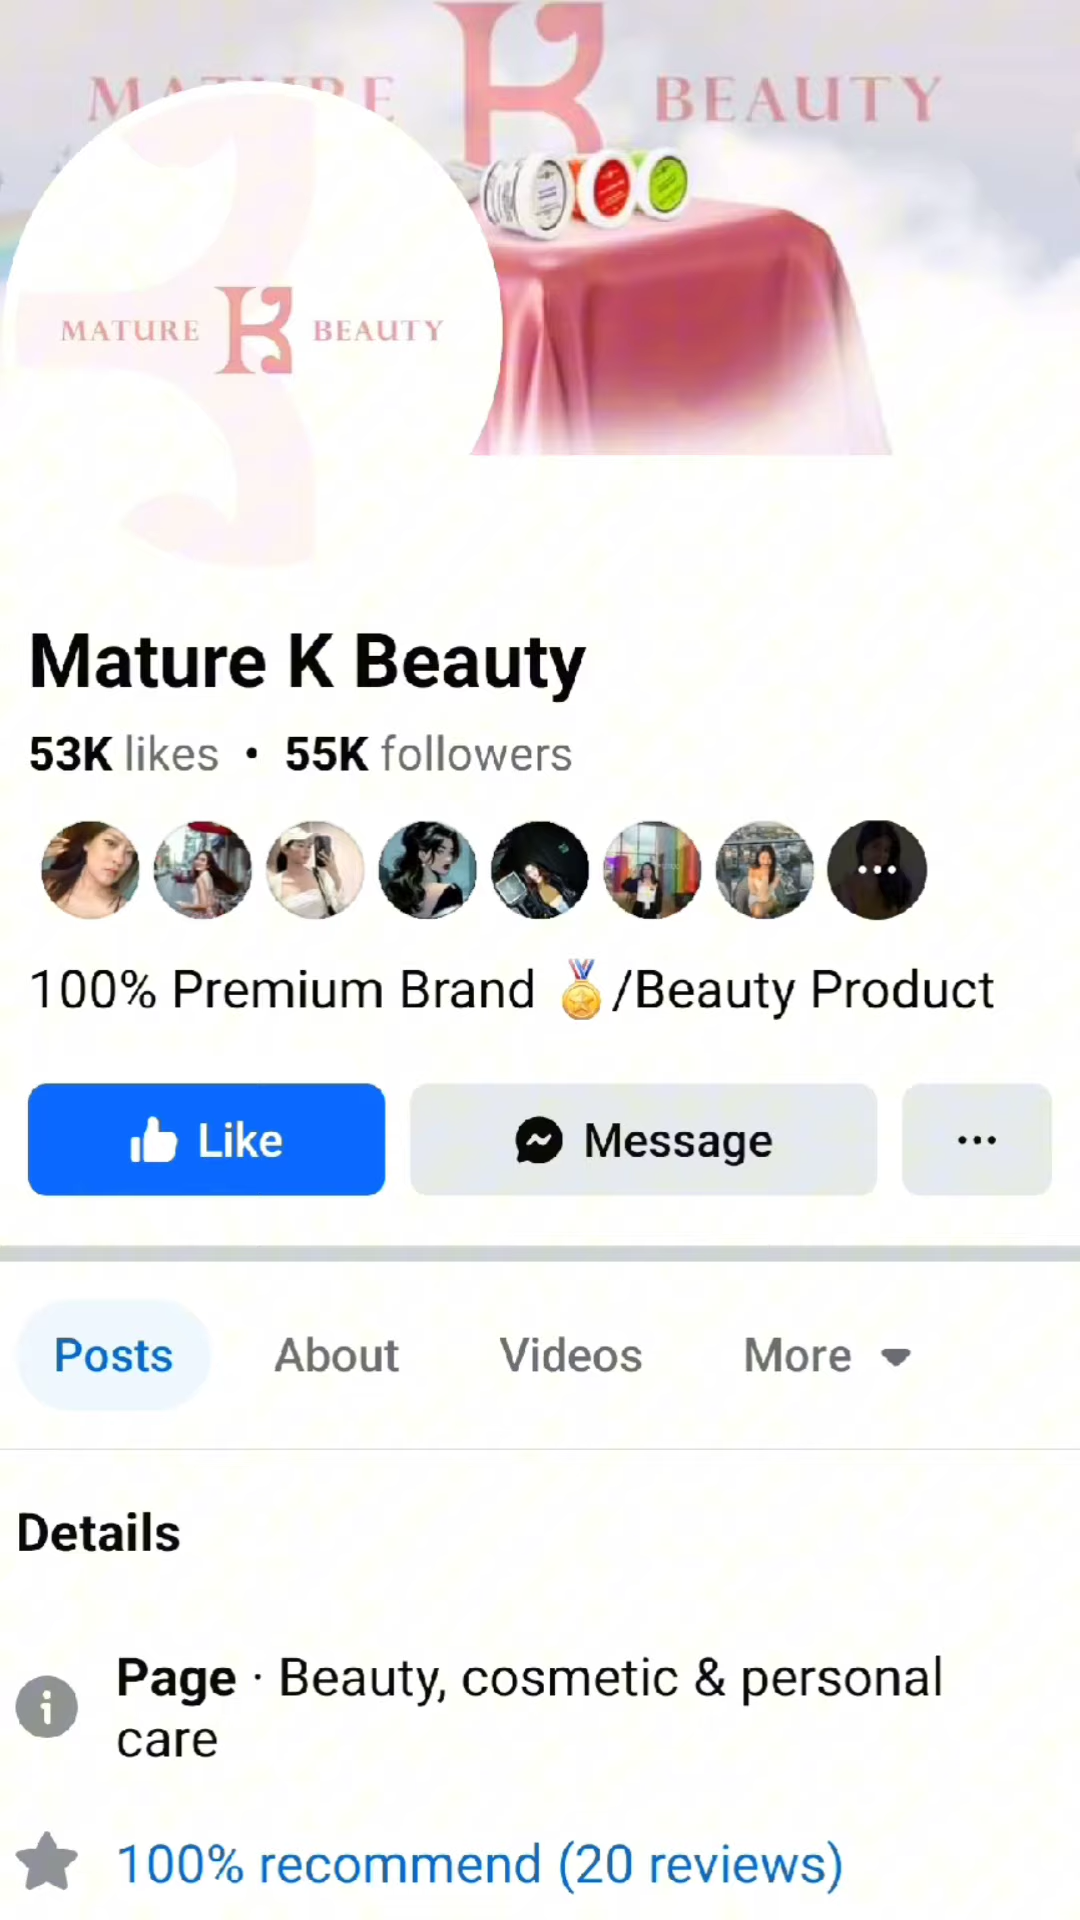 MATURE K BEAUTY
MATURE K BEAUTY
Mature K Beauty
53K likes • 55K followers
100% Premium Brand 🏅/Beauty Product
Like
Message
Posts
About
Videos
More
Details
Page · Beauty, cosmetic & personal
care
100% recommend (20 reviews)